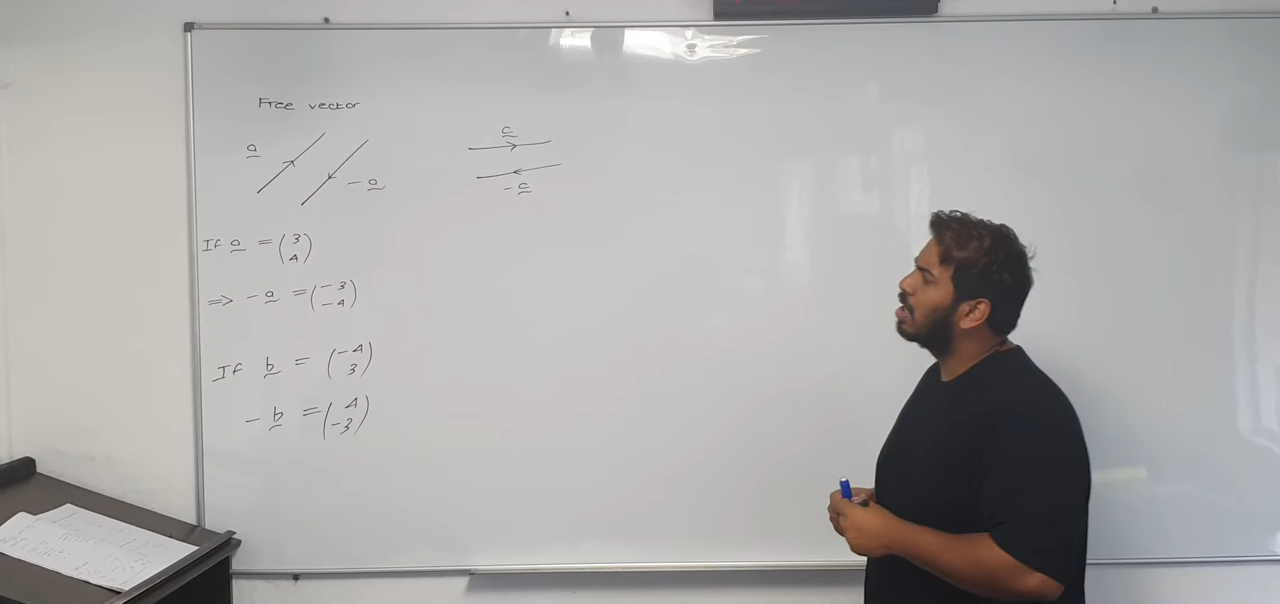 Free vector
a
- a
c
- c
If a = (3 4)
⇒ - a = (-3 -4)
If b = (-4 3)
- b = (4 -3)